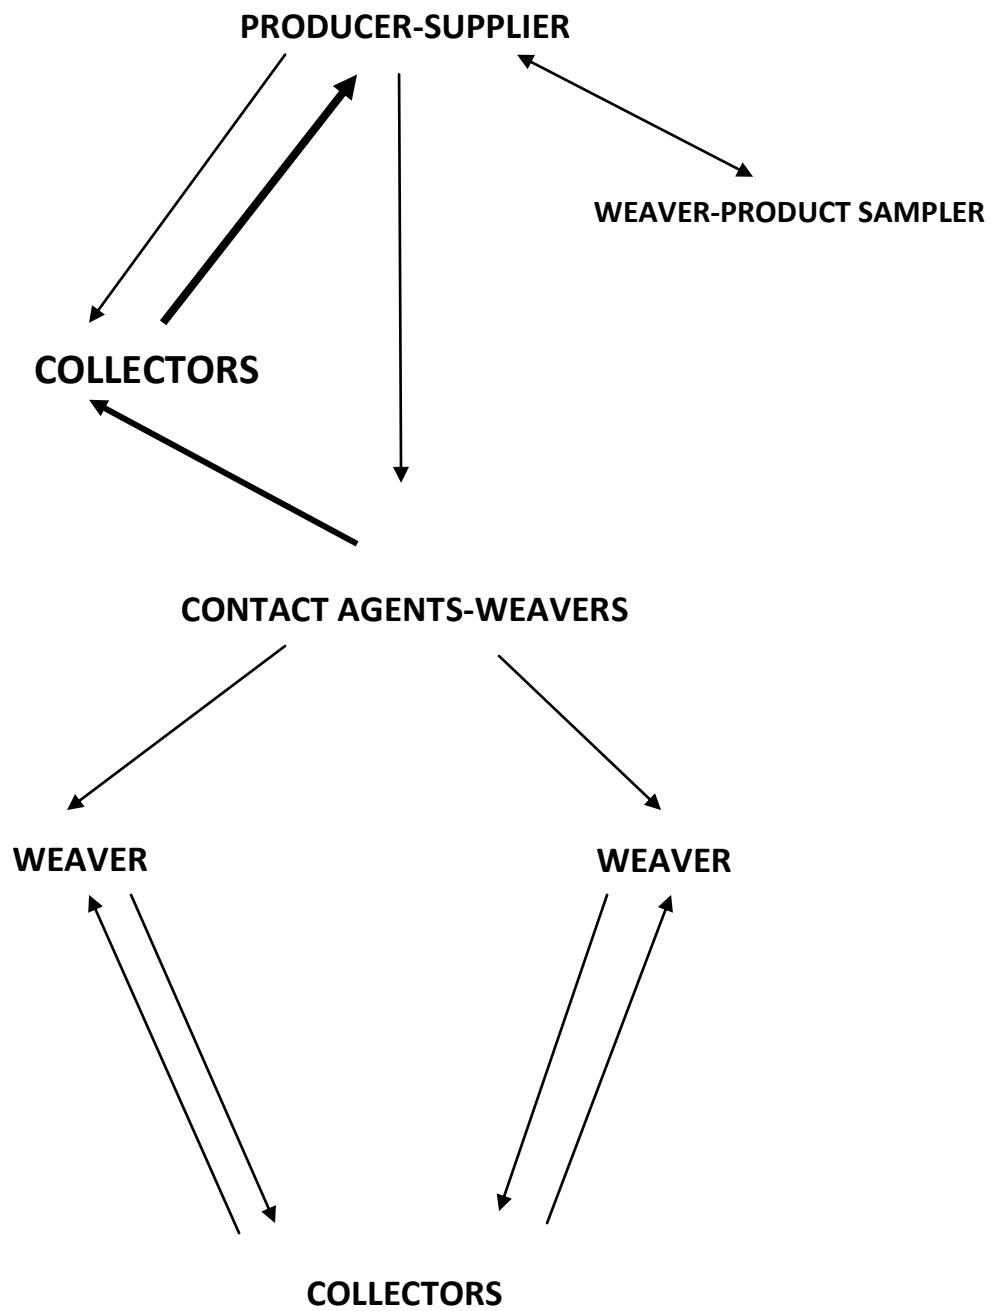 PRODUCER-SUPPLIER
WEAVER-PRODUCT SAMPLER
COLLECTORS
CONTACT AGENTS-WEAVERS
WEAVER
WEAVER
COLLECTORS